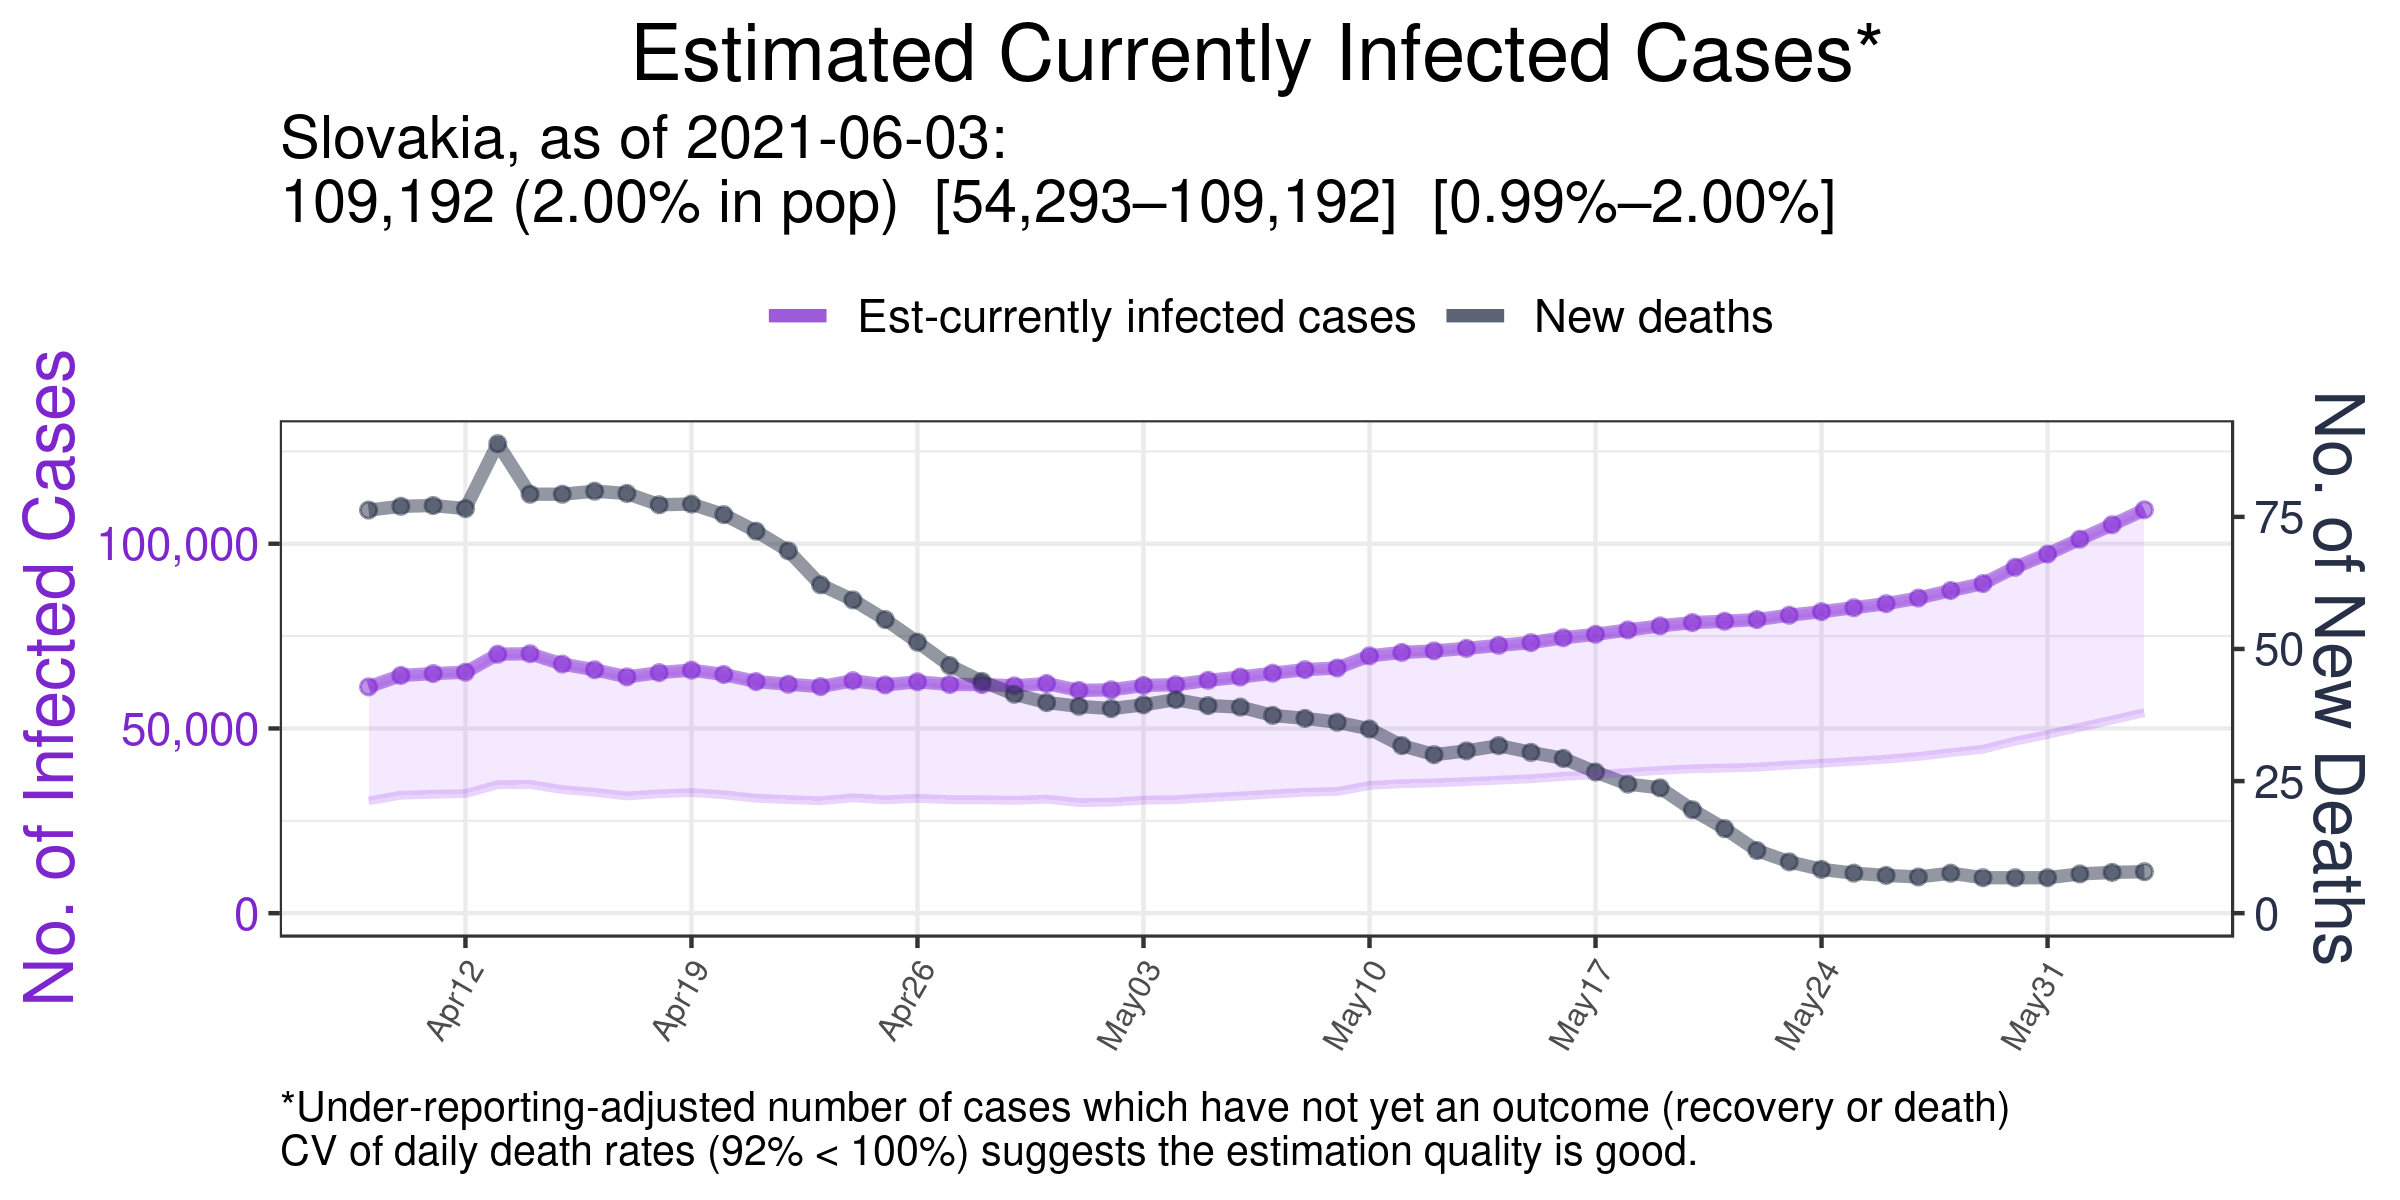 Estimated Currently Infected Cases*
Slovakia, as of 2021-06-03:
109,192 (2.00% in pop)  [54,293–109,192]  [0.99%–2.00%]
Est-currently infected cases
New deaths
No. of Infected Cases
100,000
50,000
0
75
50
25
0
No. of New Deaths
Apr12
Apr19
Apr26
May03
May10
May17
May24
May31
*Under-reporting-adjusted number of cases which have not yet an outcome (recovery or death)
CV of daily death rates (92% < 100%) suggests the estimation quality is good.